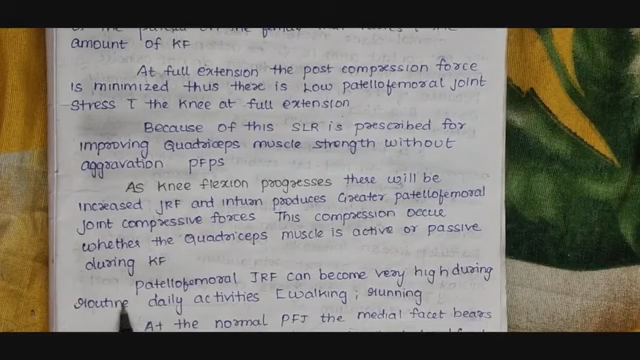 amount of KF
At full extension the post compression force
is minimized thus there is Low patellofemoral joint
stress T the Knee at full extension
Because of this SLR is prescribed for
improving Quadriceps muscle strength without
aggravation PFPS
As Knee flexion progresses there will be
increased JRF and inturn produces Greater patellofemoral
Joint compressive forces This compression occue
whether the Quadriceps muscle is active or passive
during KF
patellofemoral JRF can become very high during
routine daily activities [walking ; running
At the normal PFJ the medial facet bears